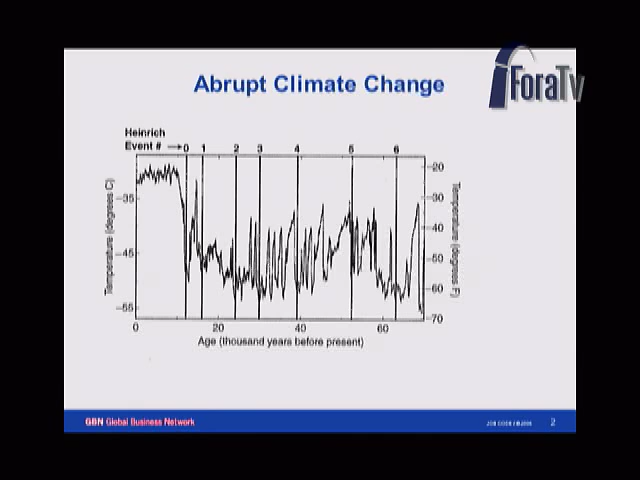 ForaTv
Abrupt Climate Change
Heinrich
Event # 0 1 2 3 4 5 6
-20
-30
-35
-40
-45
-50
-55
-60
-70
Temperature (degrees C)
Temperature (degrees F)
0 20 40 60
Age (thousand years before present)
GBN Global Business Network
2